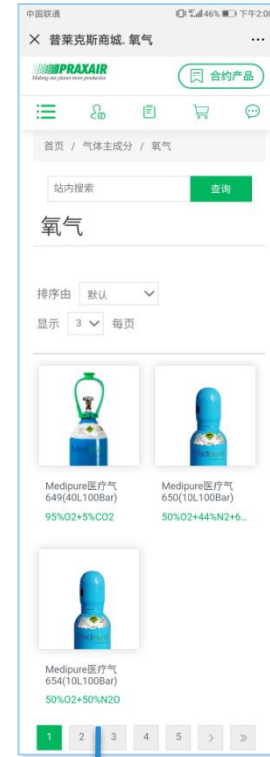 中国联通 46% 下午2:0
普莱克斯商城. 氧气
PRAXAIR
Making our planet more productive
合约产品
首页 / 气体主成分 / 氧气
站内搜索 查询
氧气
排序由 默认
显示 3 每页
Medipure医疗气
649(40L100Bar)
95%O2+5%CO2
Medipure医疗气
650(10L100Bar)
50%O2+44%N2+6...
Medipure医疗气
654(10L100Bar)
50%O2+50%N2O
1 2 3 4 5 > »